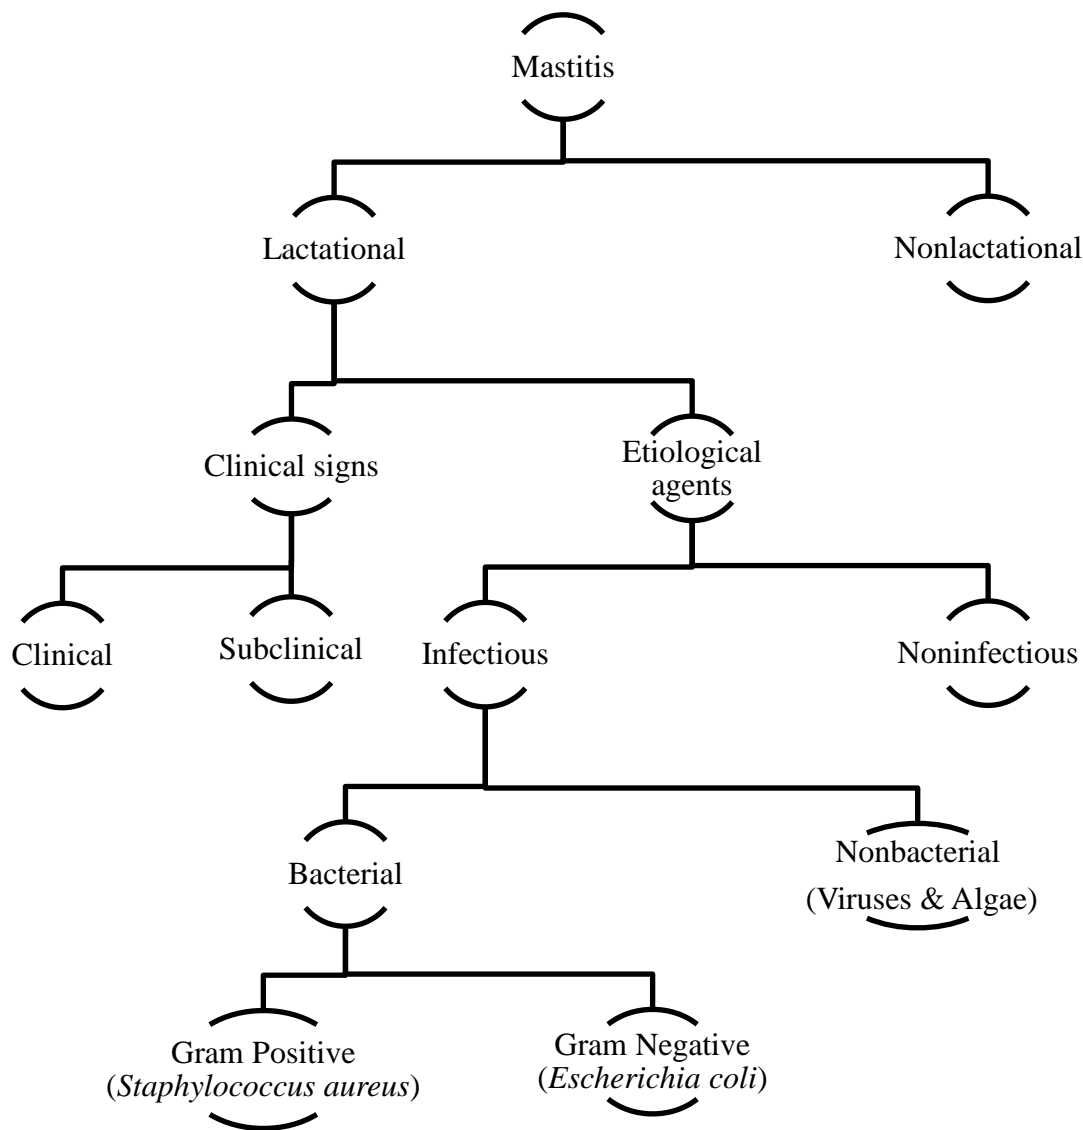 Mastitis
Lactational
Nonlactational
Clinical signs
Etiological
agents
Clinical
Subclinical
Infectious
Noninfectious
Bacterial
Nonbacterial
(Viruses & Algae)
Gram Positive
(Staphylococcus aureus)
Gram Negative
(Escherichia coli)